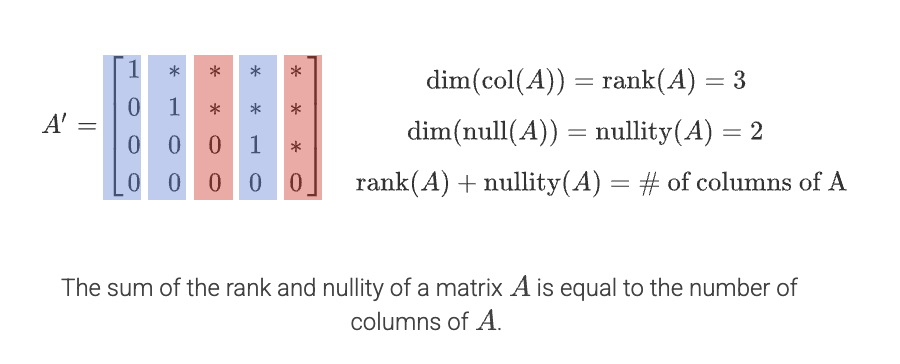 A′ = [ 1 * * * *
0 1 * * *
0 0 0 1 *
0 0 0 0 0 ]
dim(col(A)) = rank(A) = 3
dim(null(A)) = nullity(A) = 2
rank(A) + nullity(A) = # of columns of A
The sum of the rank and nullity of a matrix A is equal to the number of
columns of A.